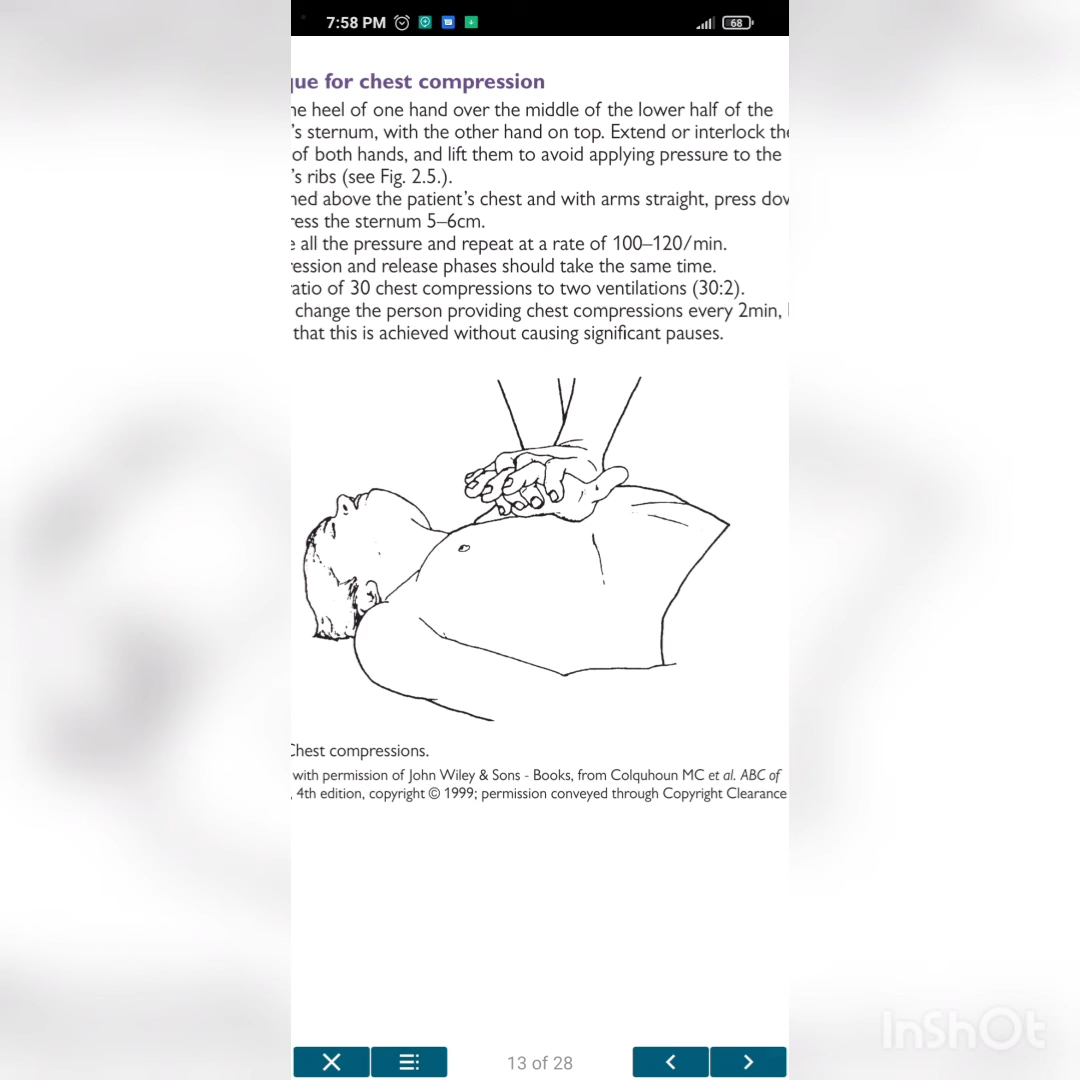 7:58 PM
68
ue for chest compression
e heel of one hand over the middle of the lower half of the
's sternum, with the other hand on top. Extend or interlock the
of both hands, and lift them to avoid applying pressure to the
's ribs (see Fig. 2.5.).
ned above the patient's chest and with arms straight, press dow
ress the sternum 5–6cm.
e all the pressure and repeat at a rate of 100–120/min.
ression and release phases should take the same time.
ratio of 30 chest compressions to two ventilations (30:2).
change the person providing chest compressions every 2min,
that this is achieved without causing significant pauses.
Chest compressions.
with permission of John Wiley & Sons - Books, from Colquhoun MC et al. ABC of
, 4th edition, copyright © 1999; permission conveyed through Copyright Clearance
13 of 28
InShOt